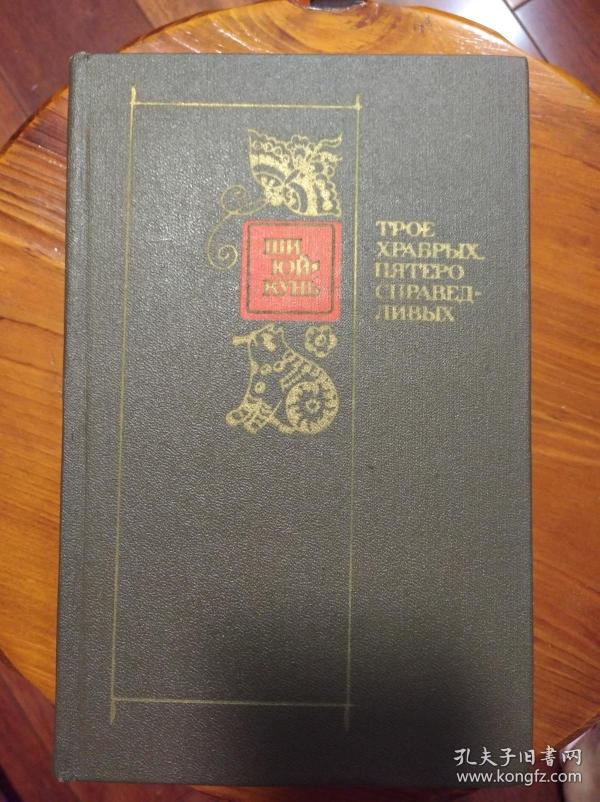 ШИ
ЮЙ-
КУНЬ
ТРОЕ
ХРАБРЫХ,
ПЯТЕРО
СПРАВЕД-
ЛИВЫХ
孔夫子旧书网
www.kongfz.com